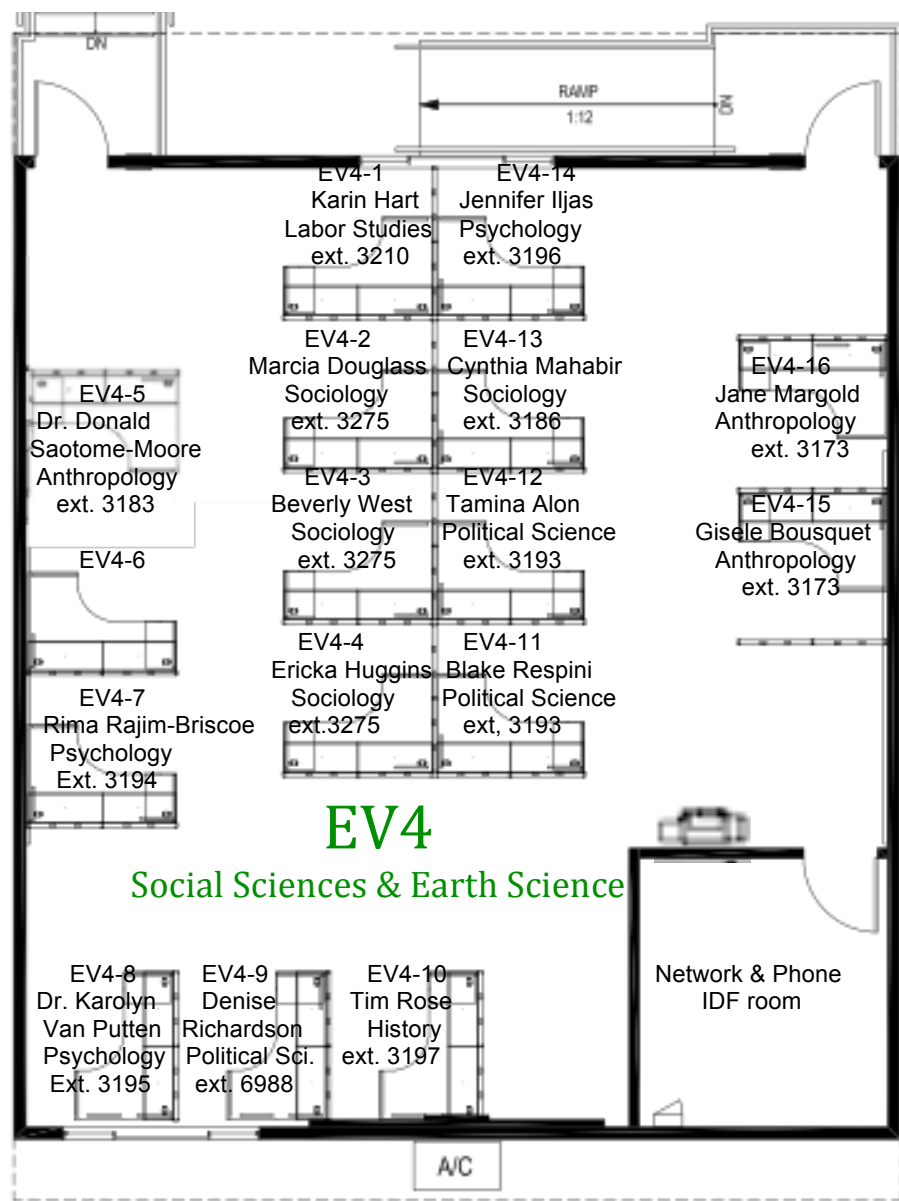 DN
RAMP
1:12
DN
EV4-1
Karin Hart
Labor Studies
ext. 3210
EV4-14
Jennifer Iljas
Psychology
ext. 3196
EV4-2
Marcia Douglass
Sociology
ext. 3275
EV4-13
Cynthia Mahabir
Sociology
ext. 3186
EV4-16
Jane Margold
Anthropology
ext. 3173
EV4-5
Dr. Donald
Saotome-Moore
Anthropology
ext. 3183
EV4-3
Beverly West
Sociology
ext. 3275
EV4-12
Tamina Alon
Political Science
ext. 3193
EV4-15
Gisele Bousquet
Anthropology
ext. 3173
EV4-6
EV4-4
Ericka Huggins
Sociology
ext.3275
EV4-11
Blake Respini
Political Science
ext, 3193
EV4-7
Rima Rajim-Briscoe
Psychology
Ext. 3194
EV4
Social Sciences & Earth Science
EV4-8
Dr. Karolyn
Van Putten
Psychology
Ext. 3195
EV4-9
Denise
Richardson
Political Sci.
ext. 6988
EV4-10
Tim Rose
History
ext. 3197
Network & Phone
IDF room
A/C